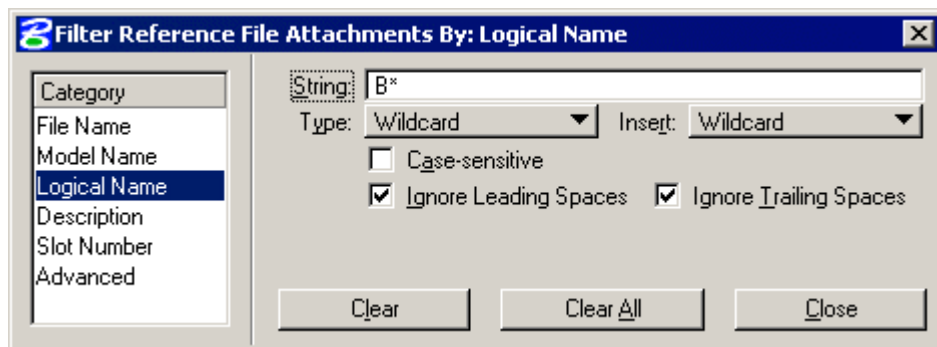 Filter Reference File Attachments By: Logical Name
Category
File Name
Model Name
Logical Name
Description
Slot Number
Advanced
String: B*
Type: Wildcard Insert: Wildcard
Case-sensitive
Ignore Leading Spaces Ignore Trailing Spaces
Clear Clear All Close